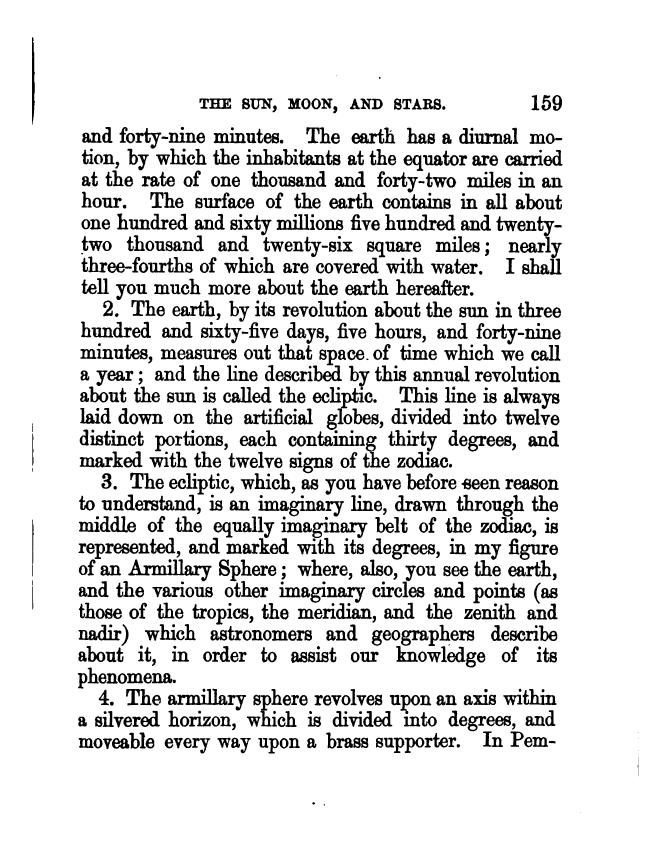 THE SUN, MOON, AND STARS. 159
and forty-nine minutes. The earth has a diurnal mo-
tion, by which the inhabitants at the equator are carried
at the rate of one thousand and forty-two miles in an
hour. The surface of the earth contains in all about
one hundred and sixty millions five hundred and twenty-
two thousand and twenty-six square miles; nearly
three-fourths of which are covered with water. I shall
tell you much more about the earth hereafter.
2. The earth, by its revolution about the sun in three
hundred and sixty-five days, five hours, and forty-nine
minutes, measures out that space of time which we call
a year; and the line described by this annual revolution
about the sun is called the ecliptic. This line is always
laid down on the artificial globes, divided into twelve
distinct portions, each containing thirty degrees, and
marked with the twelve signs of the zodiac.
3. The ecliptic, which, as you have before seen reason
to understand, is an imaginary line, drawn through the
middle of the equally imaginary belt of the zodiac, is
represented, and marked with its degrees, in my figure
of an Armillary Sphere; where, also, you see the earth,
and the various other imaginary circles and points (as
those of the tropics, the meridian, and the zenith and
nadir) which astronomers and geographers describe
about it, in order to assist our knowledge of its
phenomena.
4. The armillary sphere revolves upon an axis within
a silvered horizon, which is divided into degrees, and
moveable every way upon a brass supporter. In Pem-